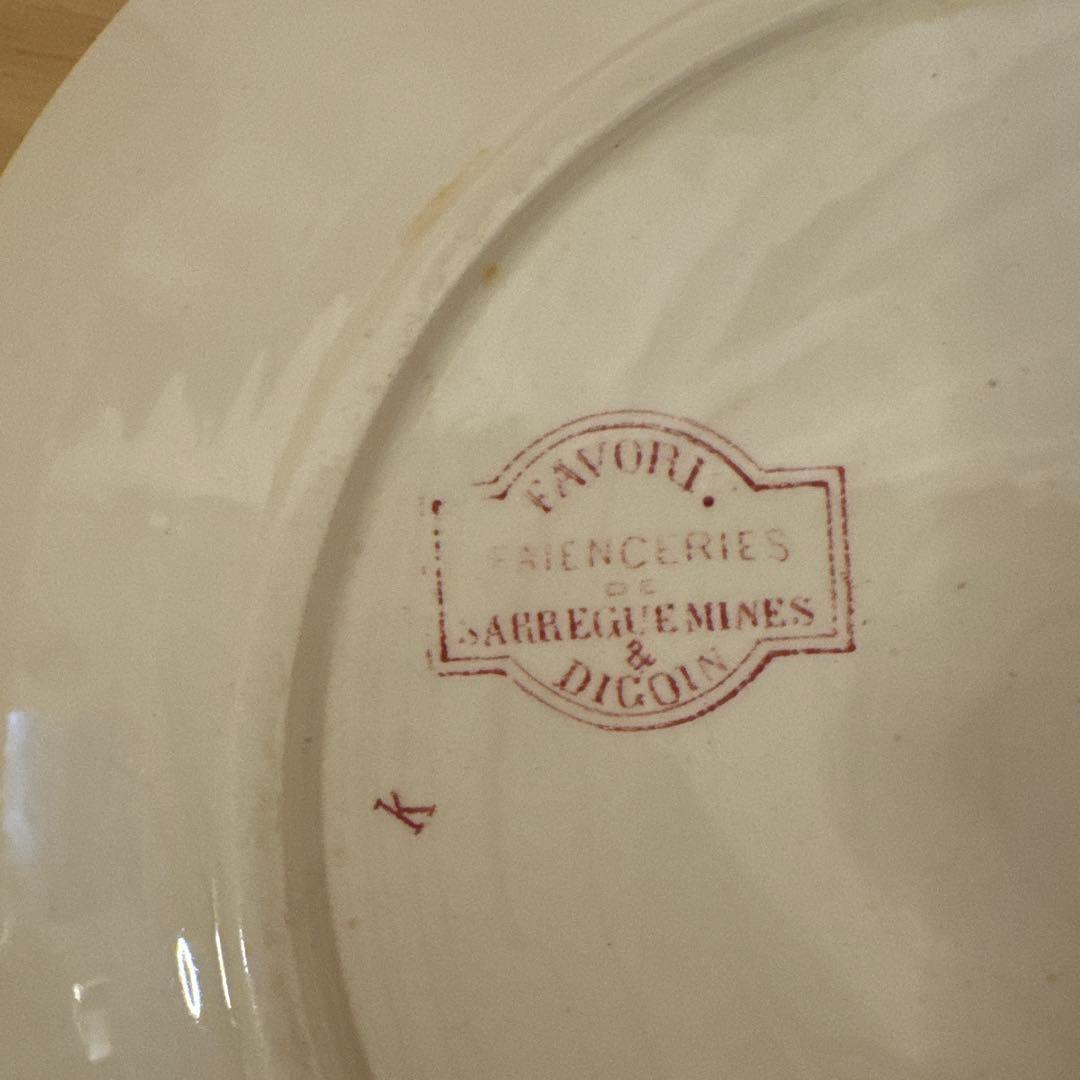 FAVORI.
FAIENCERIES
DE
SARREGUEMINES
&
DIGOIN
K